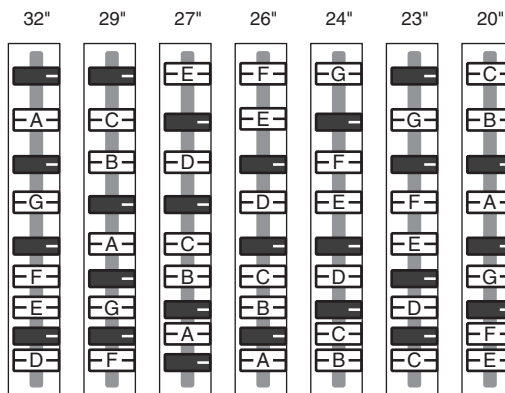 32" 29" 27" 26" 24" 23" 20"
E F G C
A C E G B
B D F
G D E F A
A C E
F B C D G
E G B D
A C F
D F A B C E